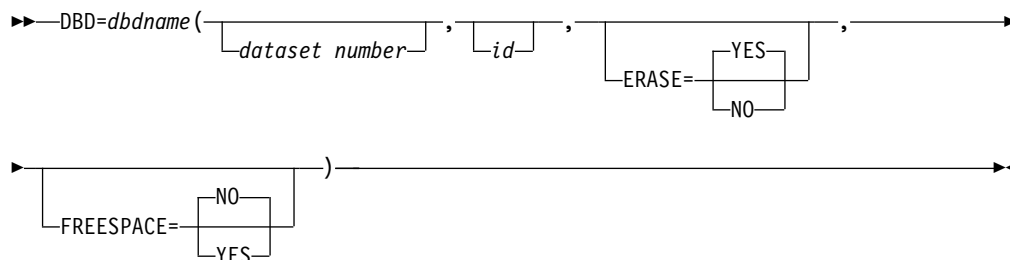 YES
DBD=dbdname( , , ,
dataset number id ERASE=
NO
NO
)
FREESPACE=
YES